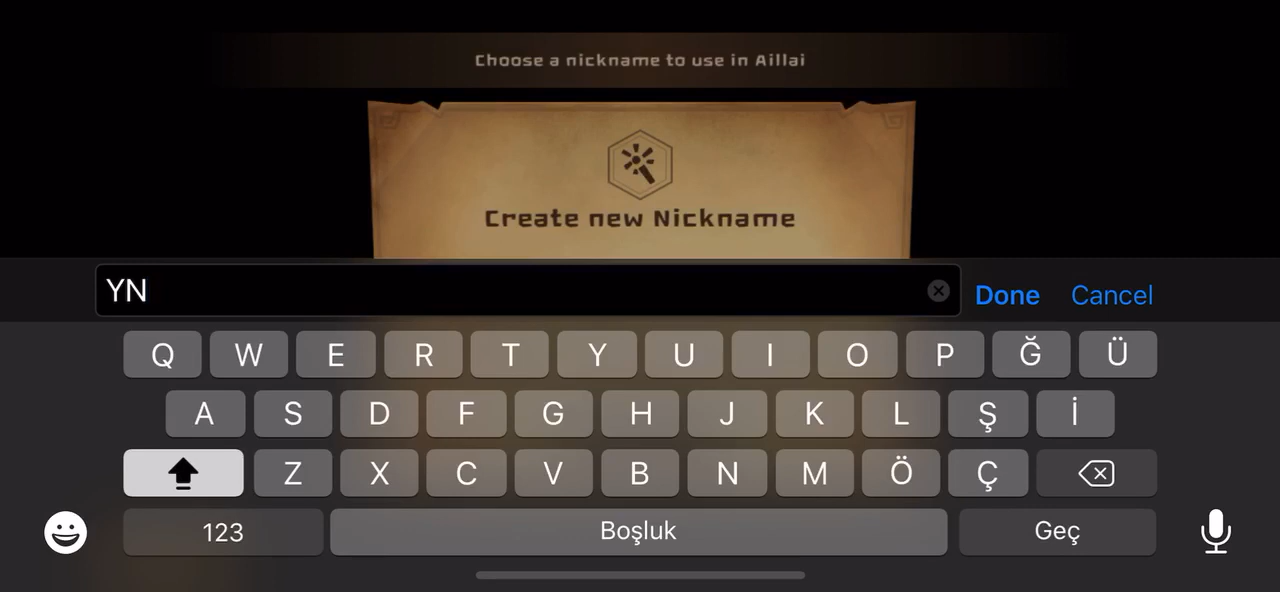 Choose a nickname to use in Aillai
Create new Nickname
YN
Done Cancel
Q W E R T Y U I O P Ğ Ü
A S D F G H J K L Ş İ
Z X C V B N M Ö Ç
123 Boşluk Geç